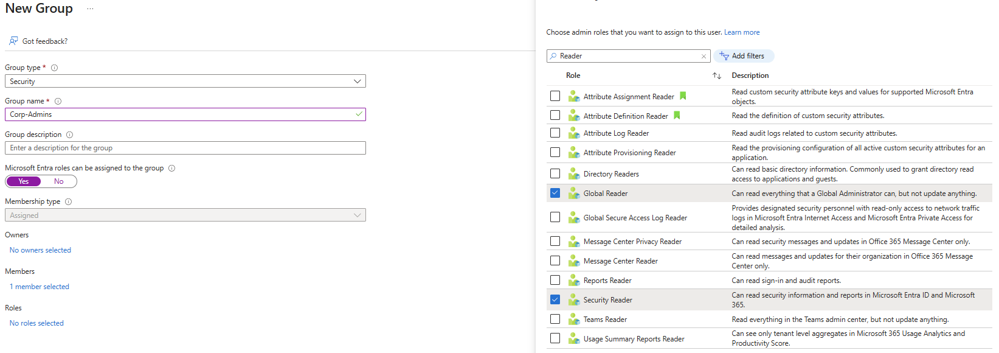 New Group ...
Got feedback?
Group type *
Security
Group name *
Corp-Admins
Group description
Enter a description for the group
Microsoft Entra roles can be assigned to the group
Yes No
Membership type
Assigned
Owners
No owners selected
Members
1 member selected
Roles
No roles selected
Choose admin roles that you want to assign to this user. Learn more
Reader
Add filters
Role Description
Attribute Assignment Reader
Read custom security attribute keys and values for supported Microsoft Entra
objects.
Attribute Definition Reader
Read the definition of custom security attributes.
Attribute Log Reader
Read audit logs related to custom security attributes.
Attribute Provisioning Reader
Read the provisioning configuration of all active custom security attributes for an
application.
Directory Readers
Can read basic directory information. Commonly used to grant directory read
access to applications and guests.
Global Reader
Can read everything that a Global Administrator can, but not update anything.
Global Secure Access Log Reader
Provides designated security personnel with read-only access to network traffic
logs in Microsoft Entra Internet Access and Microsoft Entra Private Access for
detailed analysis.
Message Center Privacy Reader
Can read security messages and updates in Office 365 Message Center only.
Message Center Reader
Can read messages and updates for their organization in Office 365 Message
Center only.
Reports Reader
Can read sign-in and audit reports.
Security Reader
Can read security information and reports in Microsoft Entra ID and Microsoft
365.
Teams Reader
Read everything in the Teams admin center, but not update anything.
Usage Summary Reports Reader
Can see only tenant level aggregates in Microsoft 365 Usage Analytics and
Productivity Score.